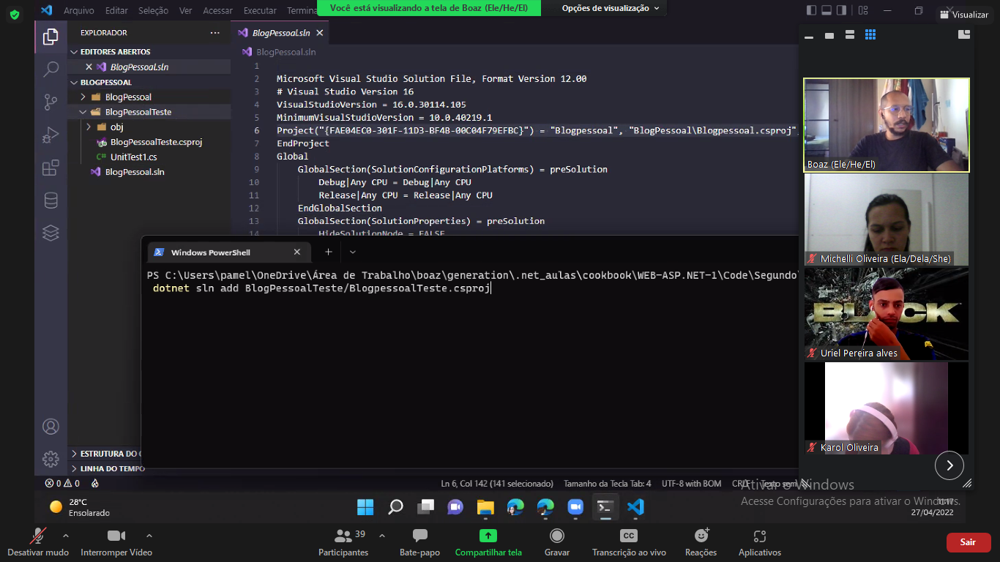 Arquivo Editar Seleção Ver Acessar Executar Termina
Você está visualizando a tela de Boaz (Ele/He/El)
Opções de visualização
Visualizar
EXPLORADOR
EDITORES ABERTOS
BlogPessoal.sln
BLOGPESSOAL
BlogPessoal
BlogPessoalTeste
obj
BlogPessoalTeste.csproj
UnitTest1.cs
BlogPessoal.sln
ESTRUTURA DO C
LINHA DO TEMPO
BlogPessoal.sln
BlogPessoal.sln
1
2 Microsoft Visual Studio Solution File, Format Version 12.00
3 # Visual Studio Version 16
4 VisualStudioVersion = 16.0.30114.105
5 MinimumVisualStudioVersion = 10.0.40219.1
6 Project("{FAE04EC0-301F-11D3-BF4B-00C04F79EFBC}") = "Blogpessoal", "BlogPessoal\Blogpessoal.csproj",
7 EndProject
8 Global
9 GlobalSection(SolutionConfigurationPlatforms) = preSolution
10 Debug|Any CPU = Debug|Any CPU
11 Release|Any CPU = Release|Any CPU
12 EndGlobalSection
13 GlobalSection(SolutionProperties) = preSolution
14 HideSolutionNode = FALSE
Windows PowerShell
PS C:\Users\pamel\OneDrive\Área de Trabalho\boaz\generation\.net_aulas\cookbook\WEB-ASP.NET-1\Code\Segundo\
dotnet sln add BlogPessoalTeste/BlogpessoalTeste.csproj
Boaz (Ele/He/El)
Michelli Oliveira (Ela/Dela/She)
BLACK
Uriel Pereira alves
Karol Oliveira
0 0
Ln 6, Col 142 (141 selecionado) Tamanho da Tecla Tab: 4 UTF-8 with BOM CRLF Texto sem
Ativar o Windows
Acesse Configurações para ativar o Windows.
28°C
Ensolarado
11:17
27/04/2022
Desativar mudo
Interromper Vídeo
Participantes
39
Bate-papo
Compartilhar tela
Gravar
CC
Transcrição ao vivo
Reações
Aplicativos
Sair